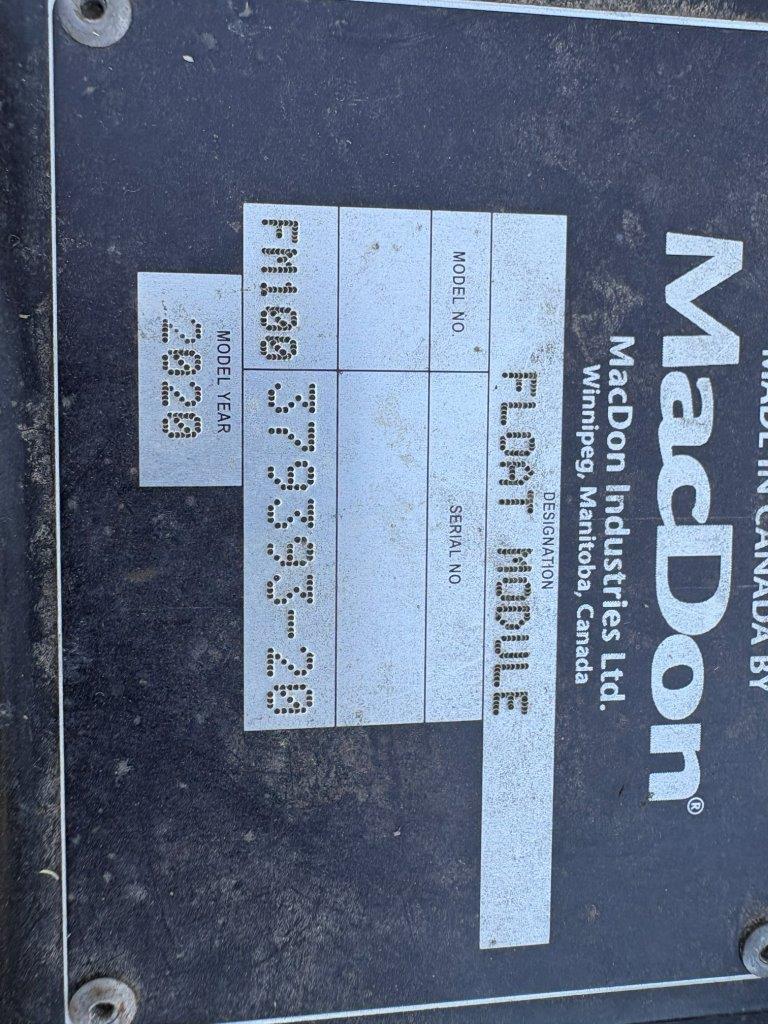 MADE IN CANADA BY
MacDon®
MacDon Industries Ltd.
Winnipeg, Manitoba, Canada
DESIGNATION
FLOAT MODULE
MODEL NO. SERIAL NO.
FM100 379393-20
MODEL YEAR
2020